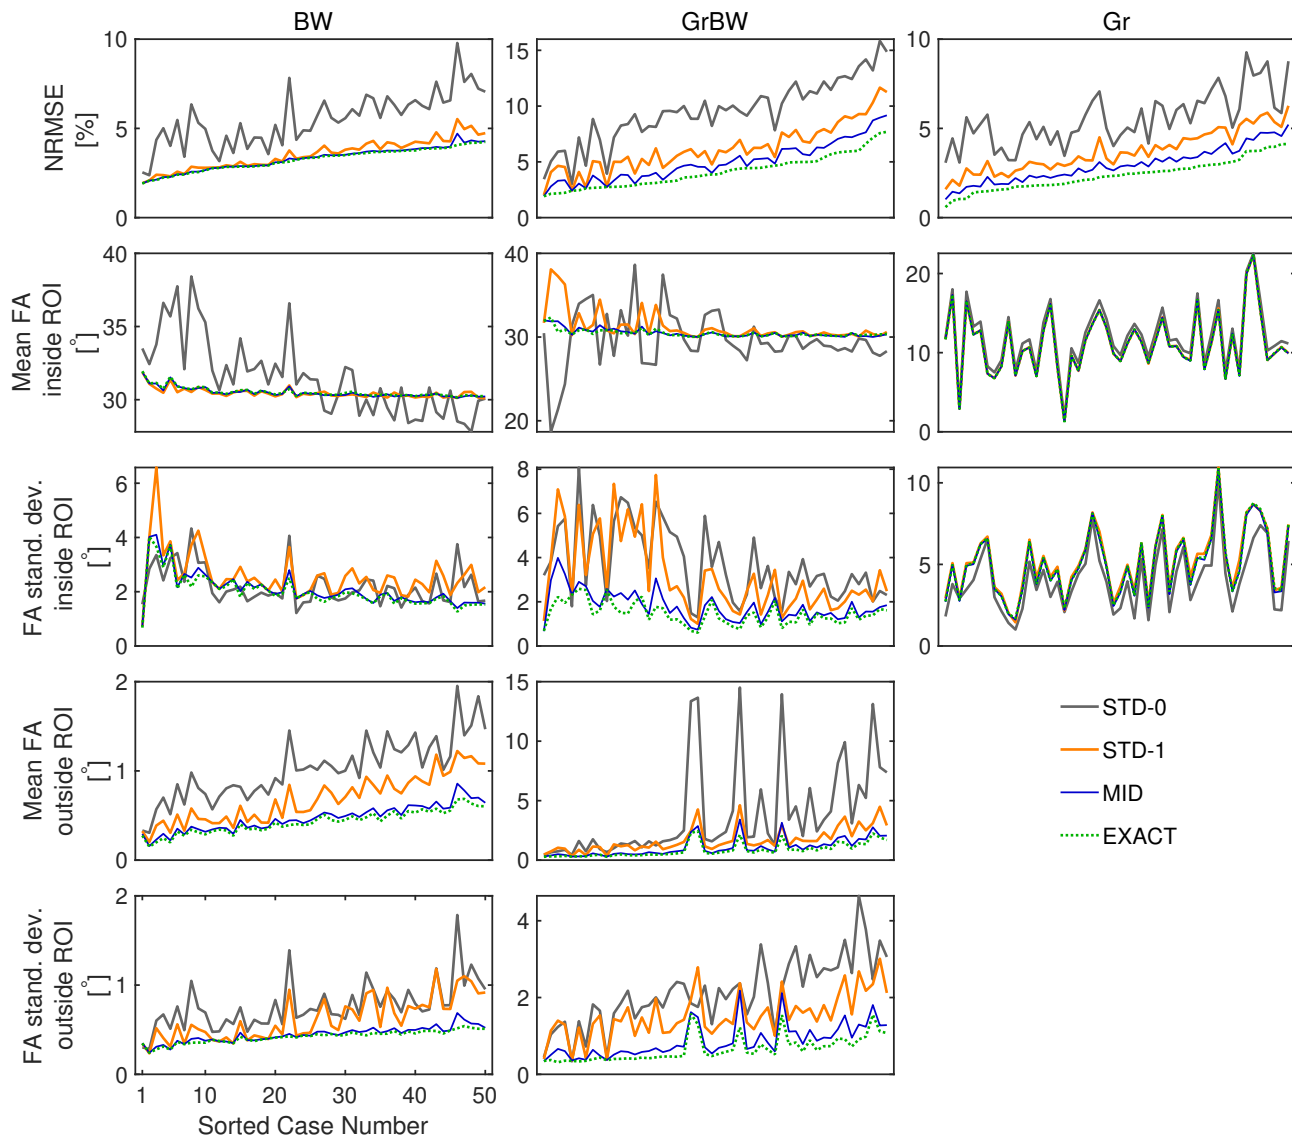 BW
GrBW
Gr
NRMSE
[%]
10
5
0
15
10
5
0
10
5
0
Mean FA
inside ROI
[°]
40
35
30
40
30
20
20
10
0
FA stand. dev.
inside ROI
[°]
6
4
2
0
8
6
4
2
0
10
5
0
Mean FA
outside ROI
[°]
2
1
0
15
10
5
0
STD-0
STD-1
MID
EXACT
FA stand. dev.
outside ROI
[°]
2
1
0
4
2
0
1 10 20 30 40 50
Sorted Case Number